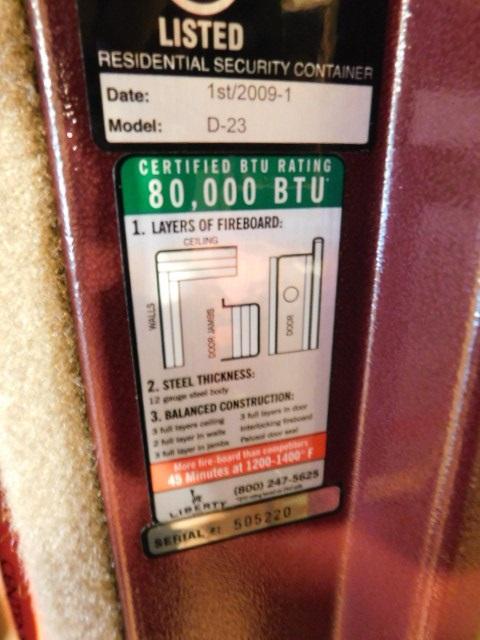 LISTED
RESIDENTIAL SECURITY CONTAINER
Date: 1st/2009-1
Model: D-23
CERTIFIED BTU RATING
80,000 BTU
1. LAYERS OF FIREBOARD:
CEILING
WALLS
DOOR JAMBS
DOOR
2. STEEL THICKNESS:
12 gauge steel body
3. BALANCED CONSTRUCTION:
3 full layers ceiling 3 full layers in door
2 full layer in walls Interlocking fireboard
3 full layer in jambs Palusol door seal
More fire-board than competitors
45 Minutes at 1200-1400° F
LIBERTY (800) 247-5625
SERIAL #: 505220